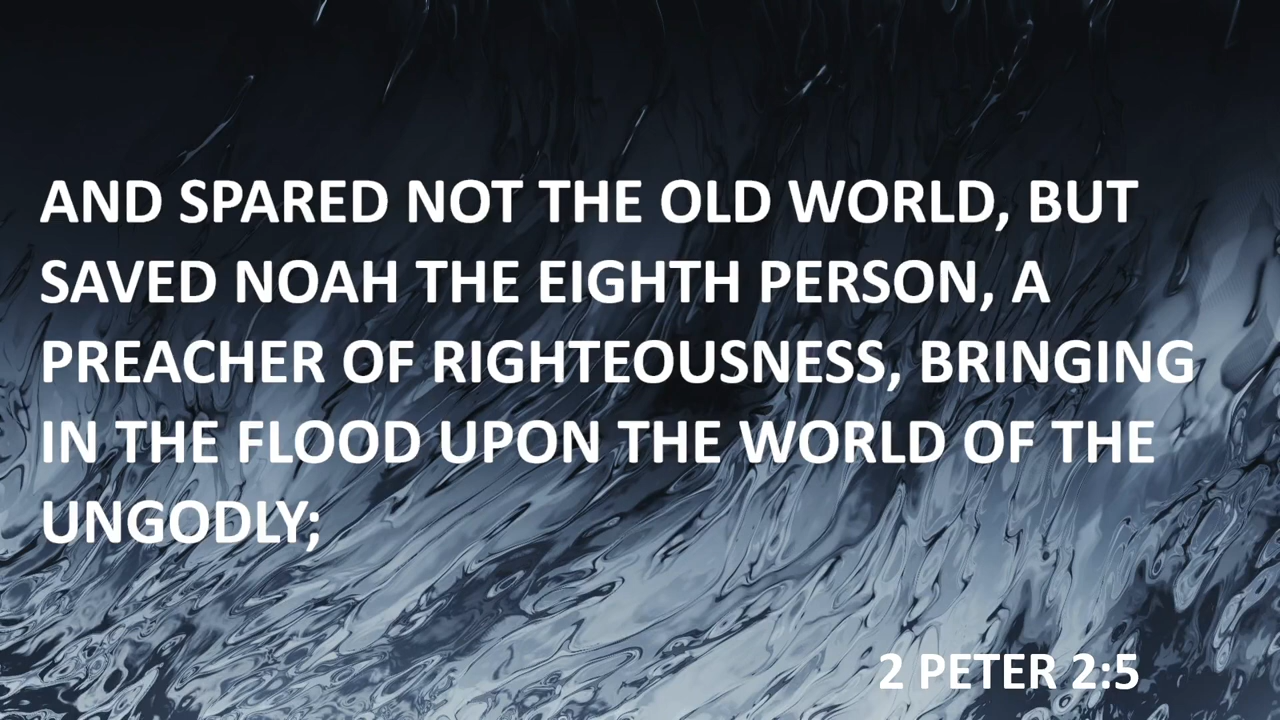 AND SPARED NOT THE OLD WORLD, BUT
SAVED NOAH THE EIGHTH PERSON, A
PREACHER OF RIGHTEOUSNESS, BRINGING
IN THE FLOOD UPON THE WORLD OF THE
UNGODLY;
2 PETER 2:5